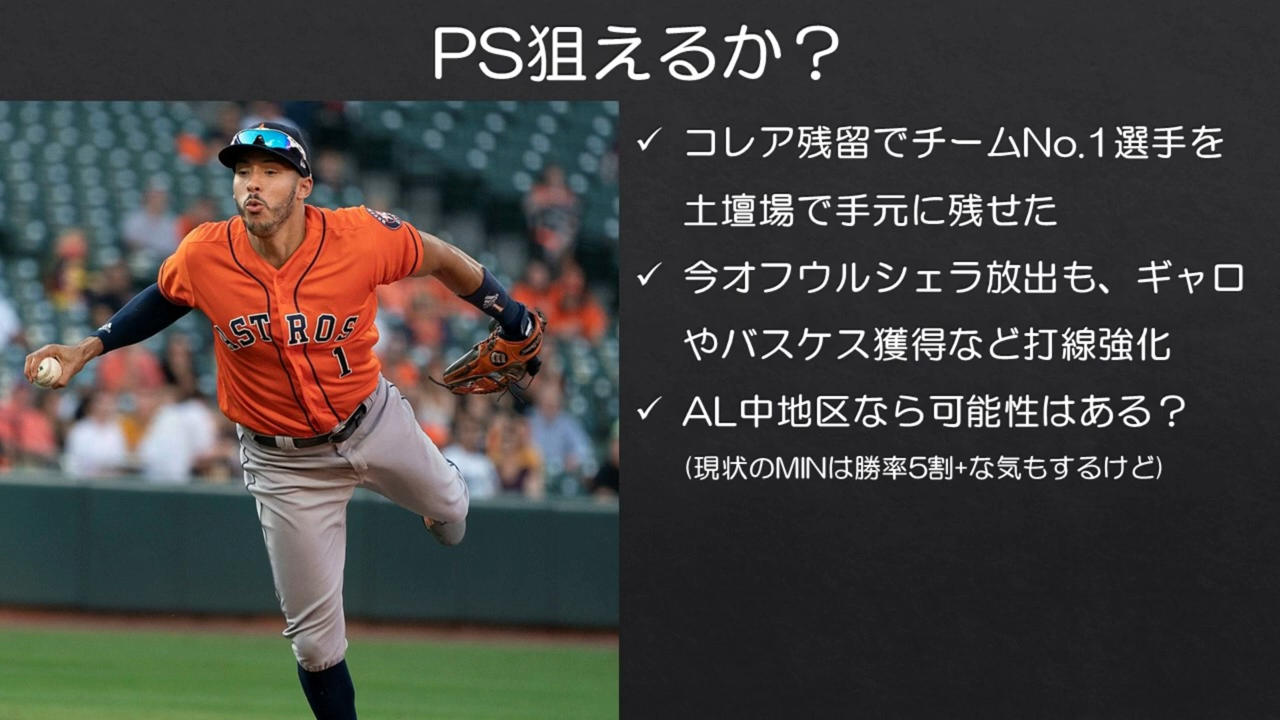 PS狙えるか？
✓ コレア残留でチームNo.1選手を
土壇場で手元に残せた
✓ 今オフウルシェラ放出も、ギャロ
やバスケス獲得など打線強化
✓ AL中地区なら可能性はある？
(現状のMINは勝率5割+な気もするけど)
ASTROS
1